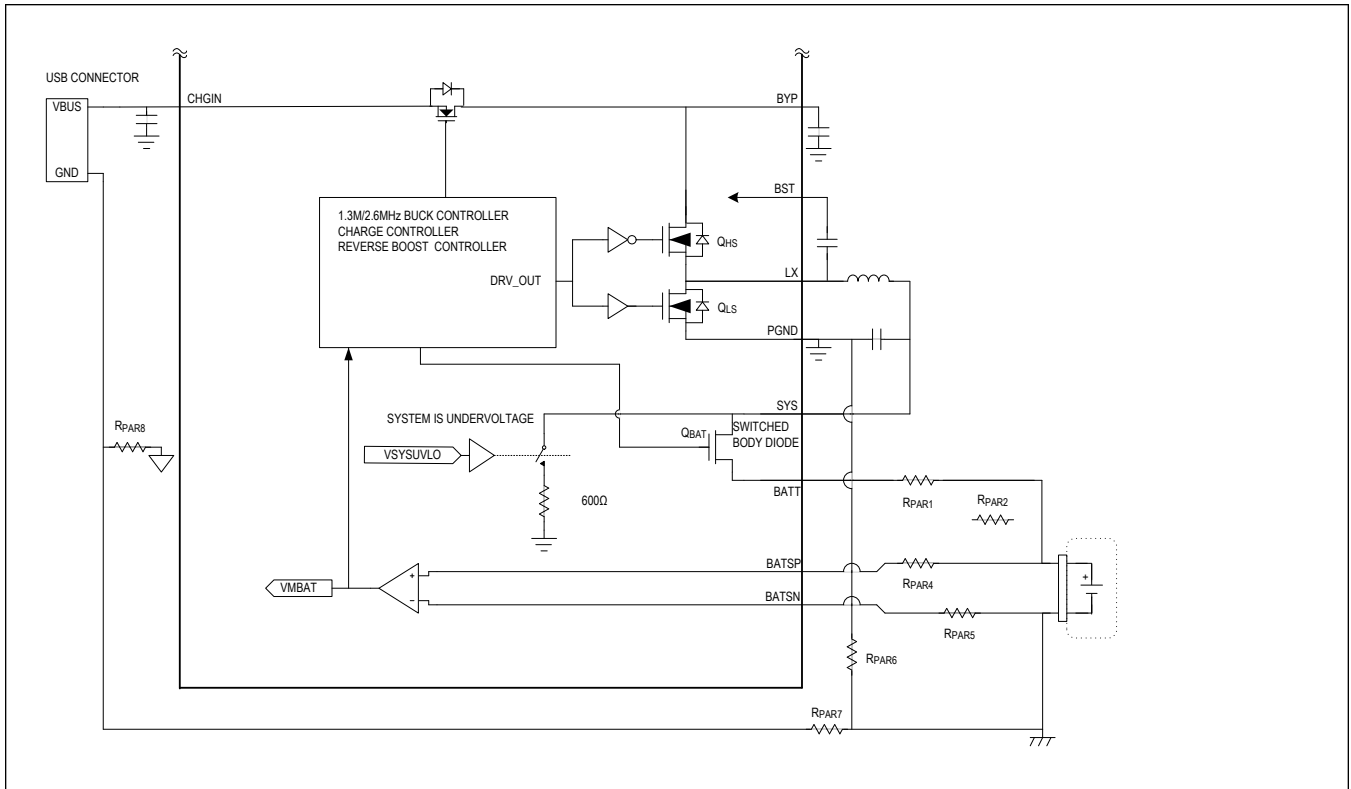 USB CONNECTOR
VBUS
GND
CHGIN
BYP
1.3M/2.6MHz BUCK CONTROLLER
CHARGE CONTROLLER
REVERSE BOOST CONTROLLER
DRV_OUT
BST
QHS
LX
QLS
PGND
SYS
SYSTEM IS UNDERVOLTAGE
VSYSUVLO
600Ω
QBAT
SWITCHED
BODY DIODE
BATT
RPAR1
RPAR2
RPAR8
BATSP
RPAR4
BATSN
RPAR5
VMBAT
+
−
+
RPAR6
RPAR7